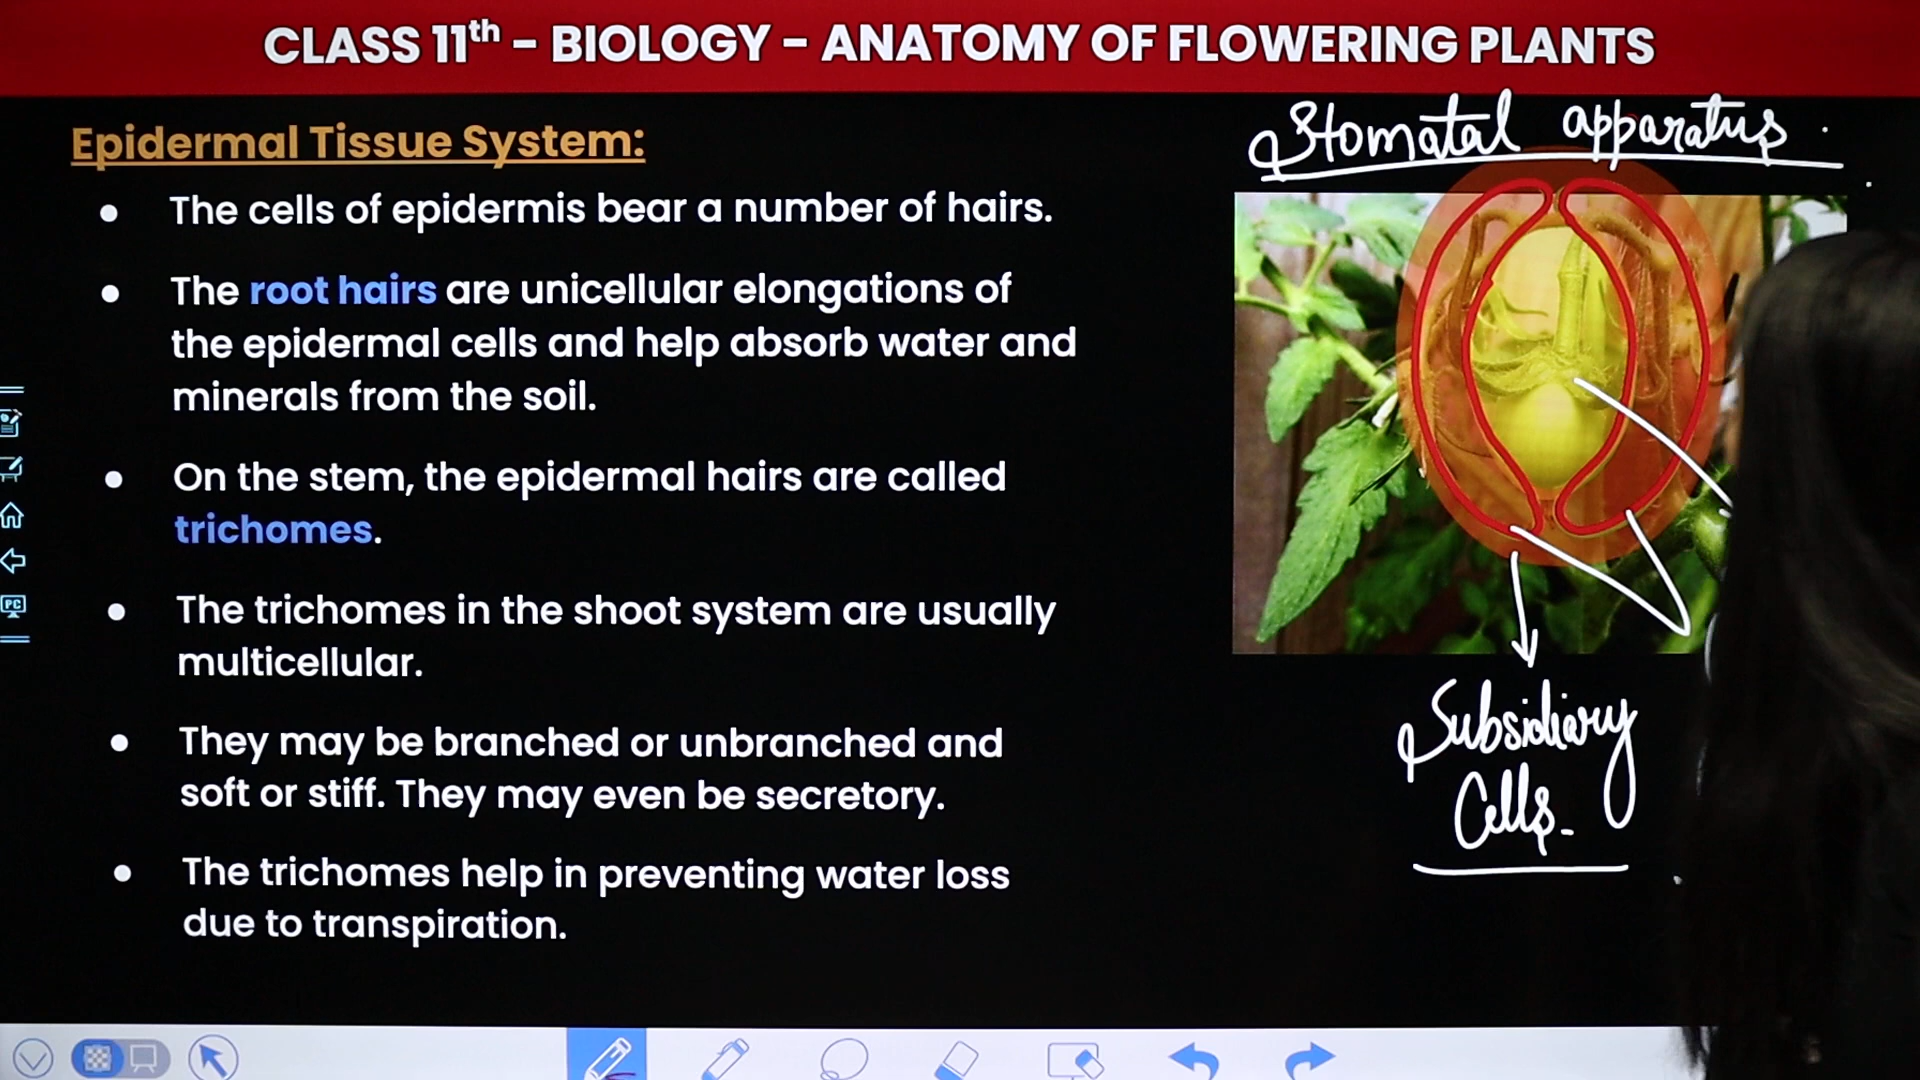 CLASS 11th - BIOLOGY - ANATOMY OF FLOWERING PLANTS
Epidermal Tissue System:
● The cells of epidermis bear a number of hairs.
● The root hairs are unicellular elongations of
the epidermal cells and help absorb water and
minerals from the soil.
● On the stem, the epidermal hairs are called
trichomes.
● The trichomes in the shoot system are usually
multicellular.
● They may be branched or unbranched and
soft or stiff. They may even be secretory.
● The trichomes help in preventing water loss
due to transpiration.
Stomatal apparatus.
Subsidiary
Cells.
PC